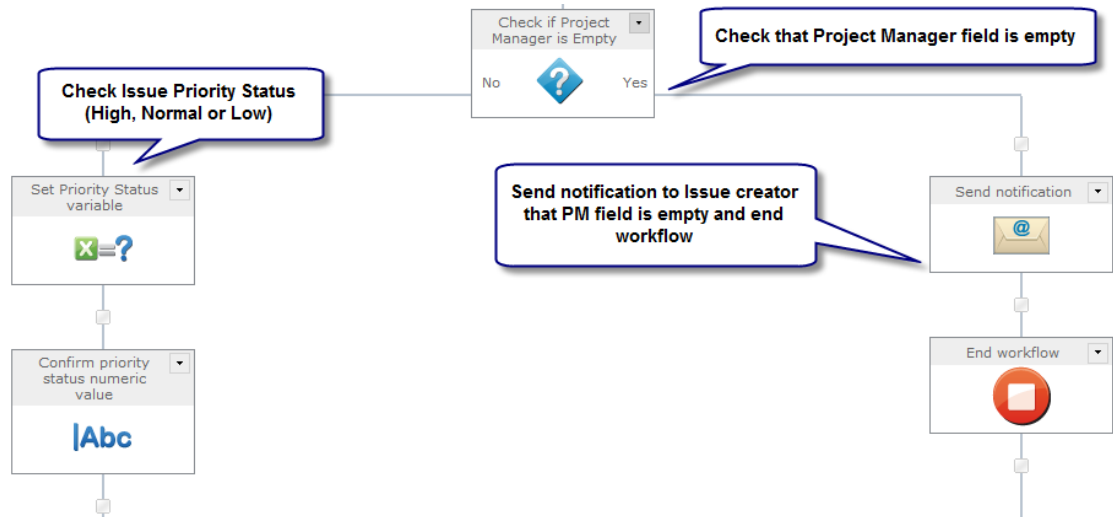 Check if Project
Manager is Empty
No
Yes
Check that Project Manager field is empty
Check Issue Priority Status
(High, Normal or Low)
Set Priority Status
variable
X=?
Send notification to Issue creator
that PM field is empty and end
workflow
Send notification
@
Confirm priority
status numeric
value
|Abc
End workflow